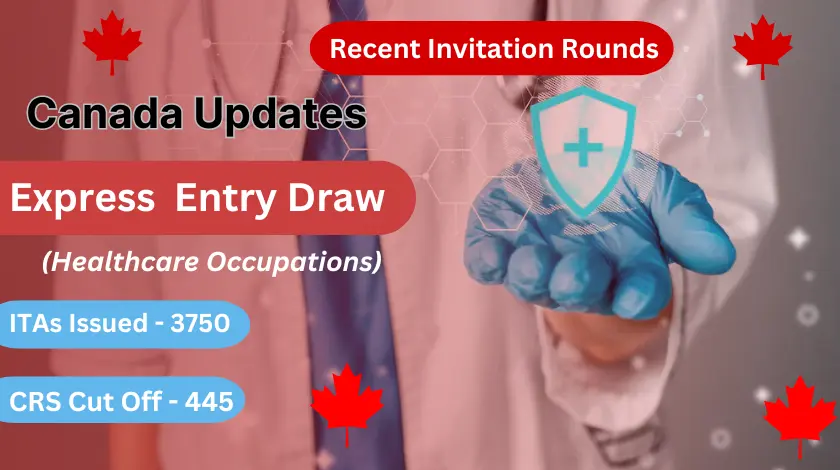 Recent Invitation Rounds
Canada Updates
Express Entry Draw
(Healthcare Occupations)
ITAs Issued - 3750
CRS Cut Off - 445